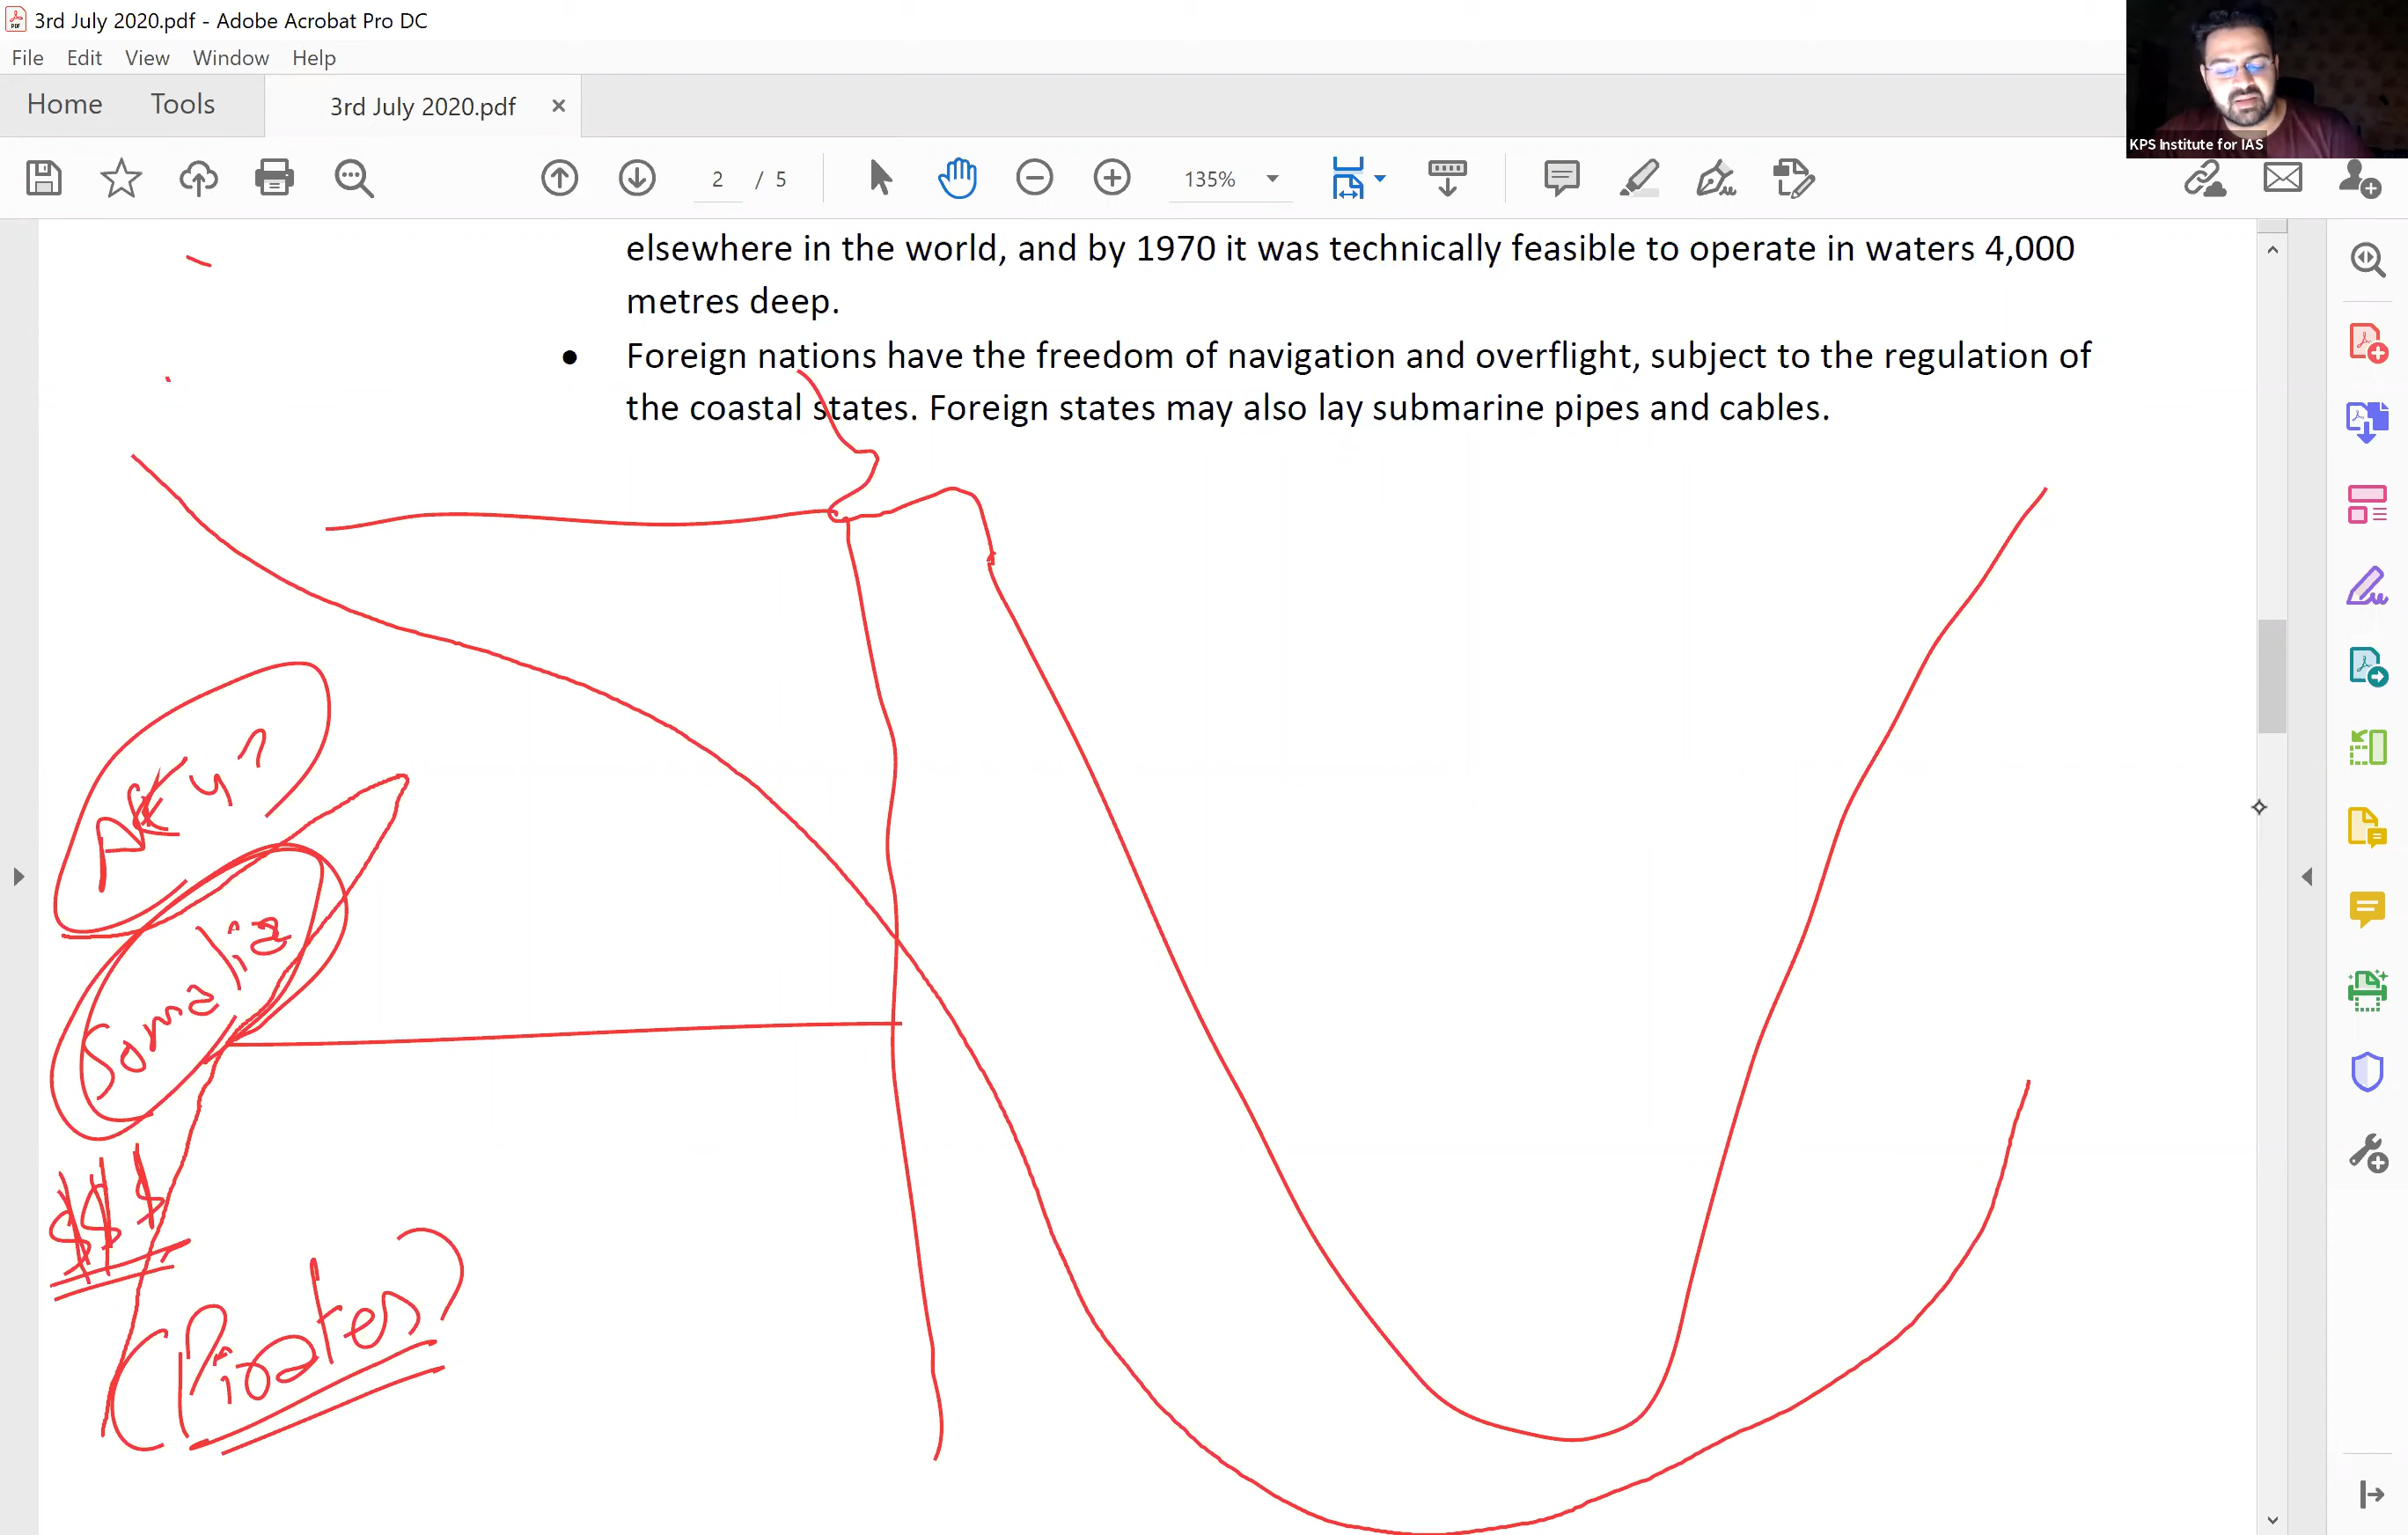 3rd July 2020.pdf - Adobe Acrobat Pro DC
File Edit View Window Help
Home Tools 3rd July 2020.pdf ×
2 / 5 135%
KPS Institute for IAS
elsewhere in the world, and by 1970 it was technically feasible to operate in waters 4,000
metres deep.
• Foreign nations have the freedom of navigation and overflight, subject to the regulation of
the coastal states. Foreign states may also lay submarine pipes and cables.
Somalia
$$$
(Pirates)